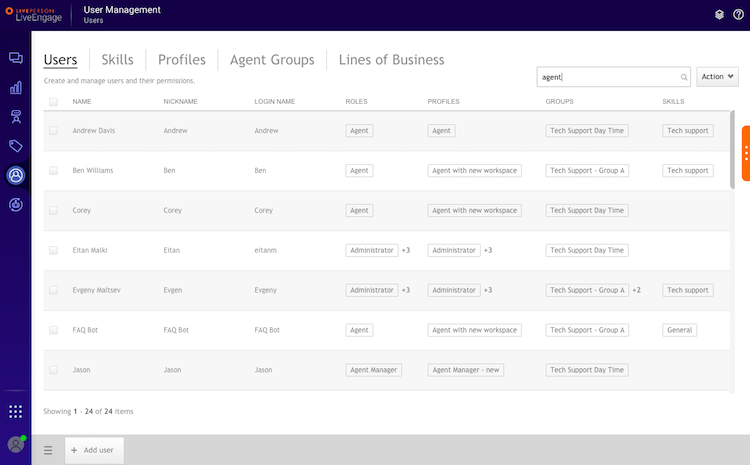 LIVEPERSON
LiveEngage
User Management
Users
Users Skills Profiles Agent Groups Lines of Business
Create and manage users and their permissions.
agent
Action
NAME NICKNAME LOGIN NAME ROLES PROFILES GROUPS SKILLS
Andrew Davis Andrew Andrew Agent Agent Tech Support Day Time Tech support
Ben Williams Ben Ben Agent Agent with new workspace Tech Support - Group A Tech support
Corey Corey Corey Agent Agent with new workspace Tech Support Day Time
Eitan Malki Eitan eitanm Administrator +3 Administrator +3 Tech Support Day Time
Evgeny Maltsev Evgen Evgeny Administrator +3 Administrator +3 Tech Support - Group A +2 Tech support
FAQ Bot FAQ Bot FAQ Bot Agent Agent with new workspace Tech Support - Group A General
Jason Jason Jason Agent Manager Agent Manager - new Tech Support Day Time
Showing 1 - 24 of 24 items
+ Add user